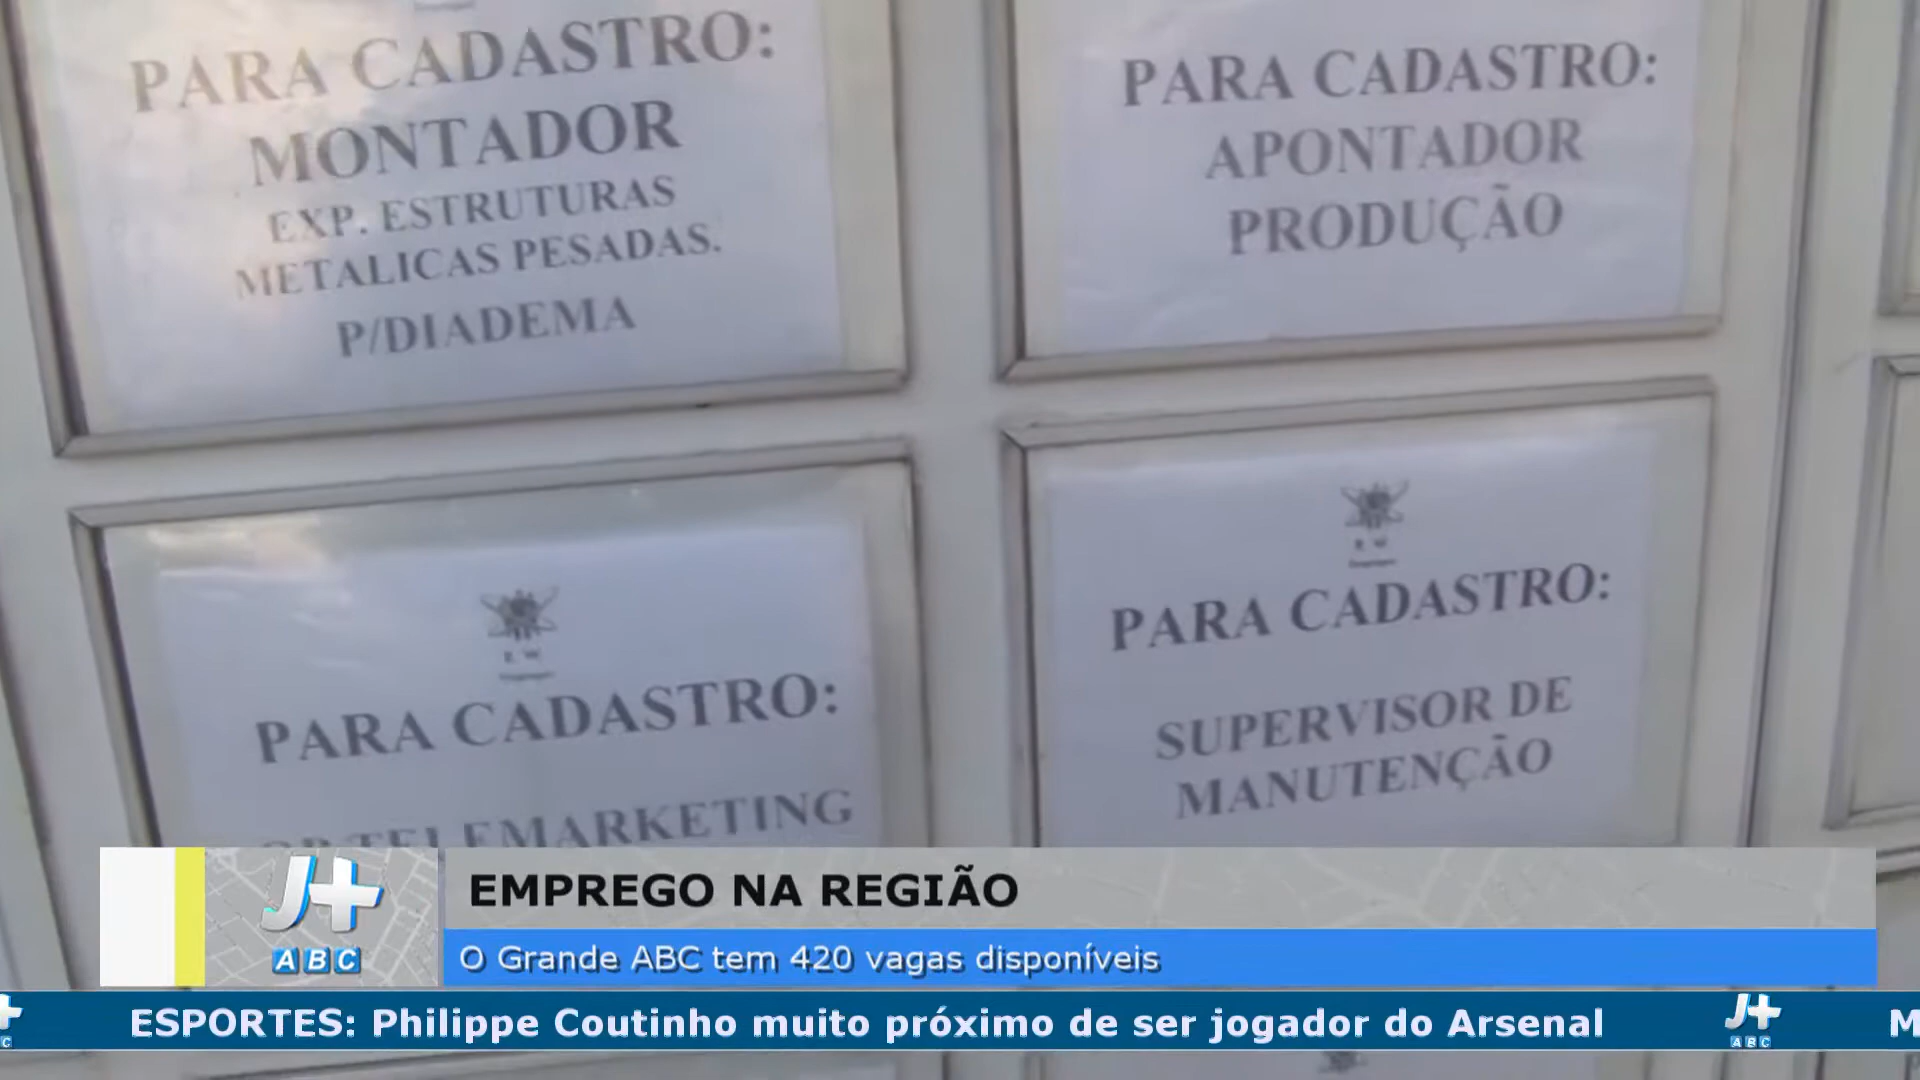 PARA CADASTRO:
MONTADOR
EXP. ESTRUTURAS
METALICAS PESADAS.
P/DIADEMA
PARA CADASTRO:
APONTADOR
PRODUÇÃO
PARA CADASTRO:
TELEMARKETING
PARA CADASTRO:
SUPERVISOR DE
MANUTENÇÃO
J+
ABC
EMPREGO NA REGIÃO
O Grande ABC tem 420 vagas disponíveis
ESPORTES: Philippe Coutinho muito próximo de ser jogador do Arsenal
J+
ABC